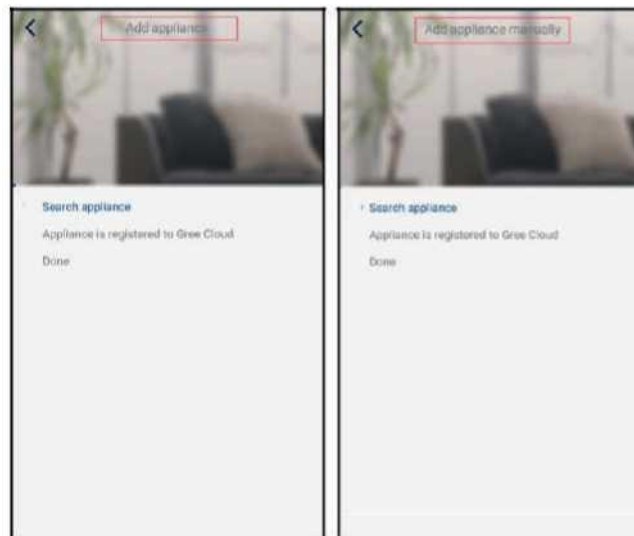 Add appliance
Search appliance
Appliance is registered to Gree Cloud
Done
Add appliance manually
Search appliance
Appliance is registered to Gree Cloud
Done